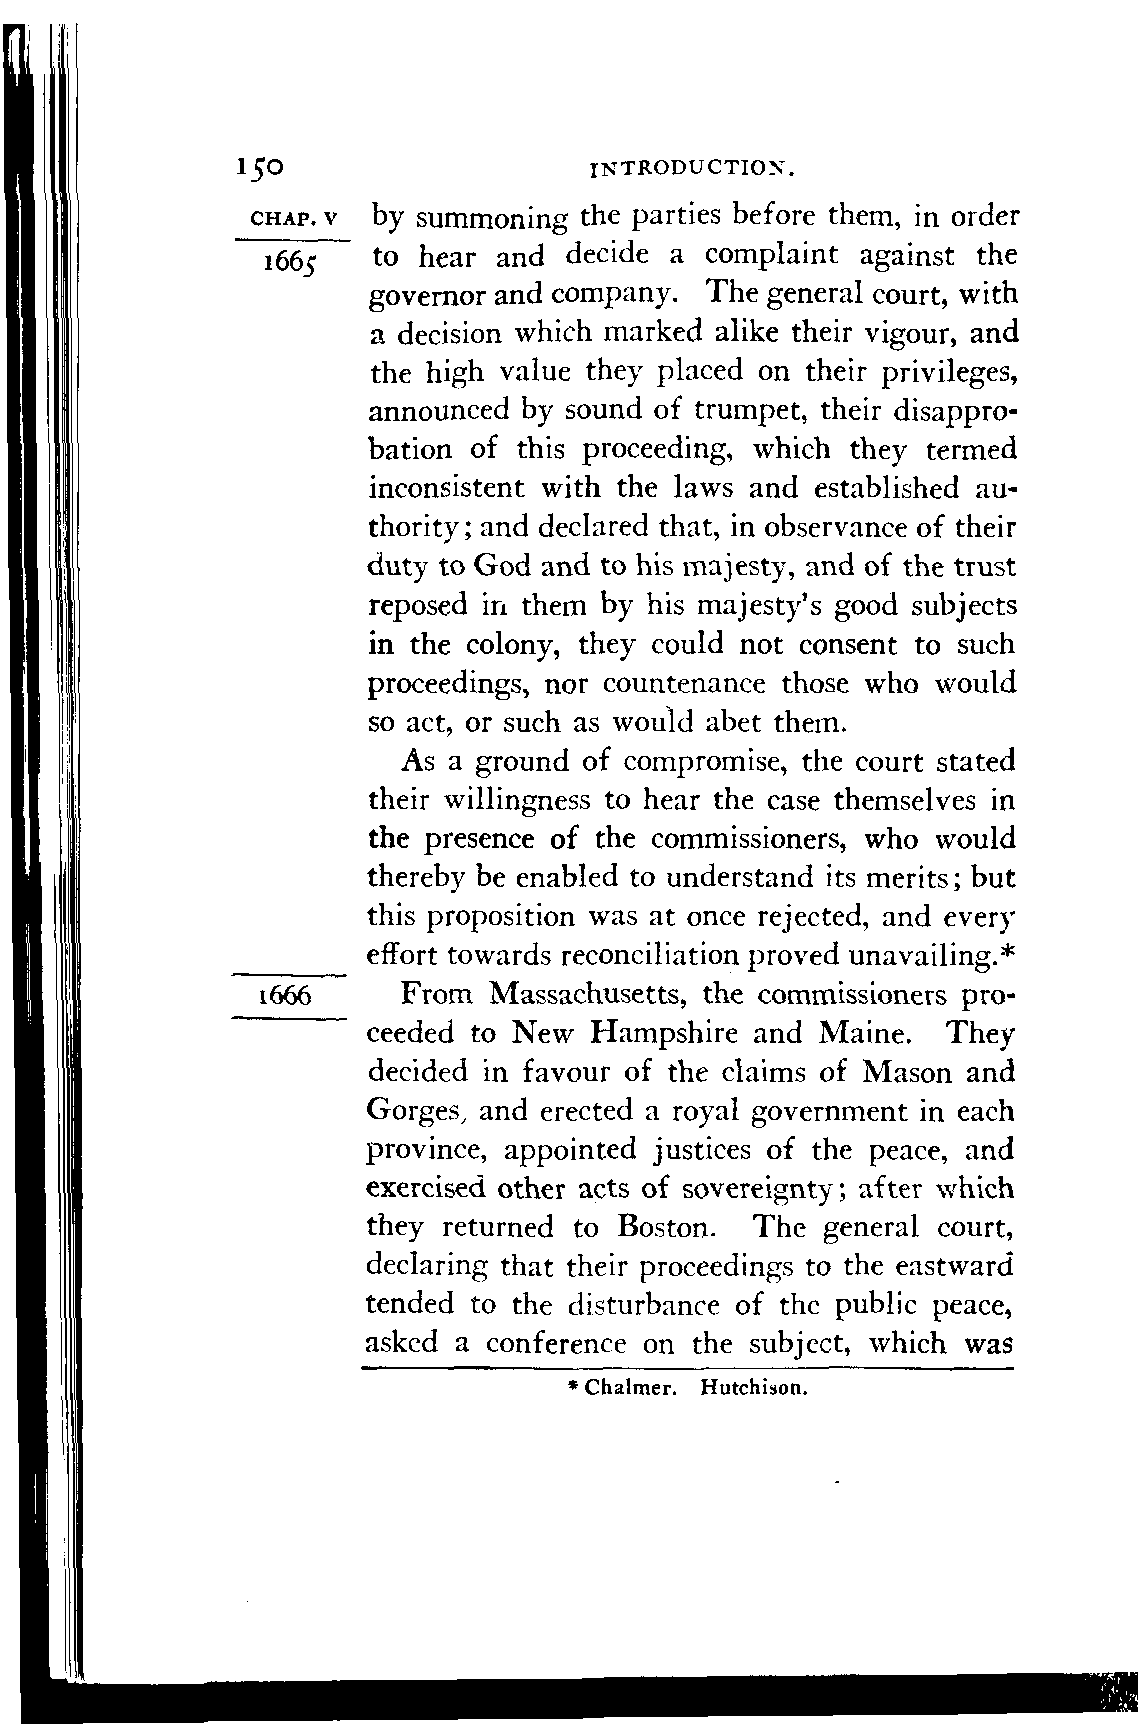 150 INTRODUCTION.
CHAP. V by summoning the parties before them, in order
1665 to hear and decide a complaint against the
governor and company. The general court, with
a decision which marked alike their vigour, and
the high value they placed on their privileges,
announced by sound of trumpet, their disappro-
bation of this proceeding, which they termed
inconsistent with the laws and established au-
thority; and declared that, in observance of their
duty to God and to his majesty, and of the trust
reposed in them by his majesty's good subjects
in the colony, they could not consent to such
proceedings, nor countenance those who would
so act, or such as would abet them.
As a ground of compromise, the court stated
their willingness to hear the case themselves in
the presence of the commissioners, who would
thereby be enabled to understand its merits; but
this proposition was at once rejected, and every
effort towards reconciliation proved unavailing.*
1666 From Massachusetts, the commissioners pro-
ceeded to New Hampshire and Maine. They
decided in favour of the claims of Mason and
Gorges, and erected a royal government in each
province, appointed justices of the peace, and
exercised other acts of sovereignty; after which
they returned to Boston. The general court,
declaring that their proceedings to the eastward
tended to the disturbance of the public peace,
asked a conference on the subject, which was
* Chalmer. Hutchison.